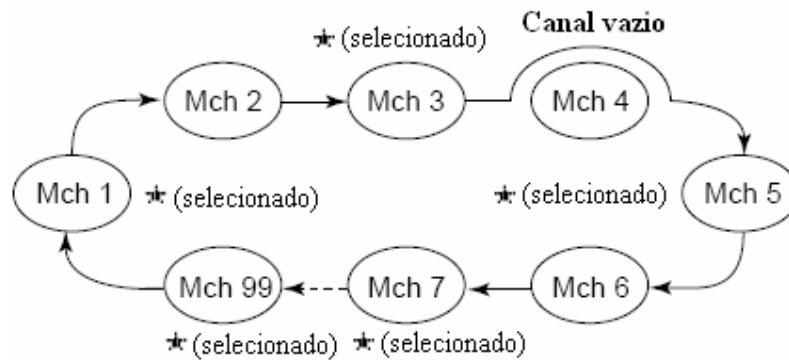 Canal vazio
★ (selecionado)
Mch 2
Mch 3
Mch 4
Mch 1
★ (selecionado)
★ (selecionado)
Mch 5
Mch 99
Mch 7
Mch 6
★ (selecionado)
★ (selecionado)